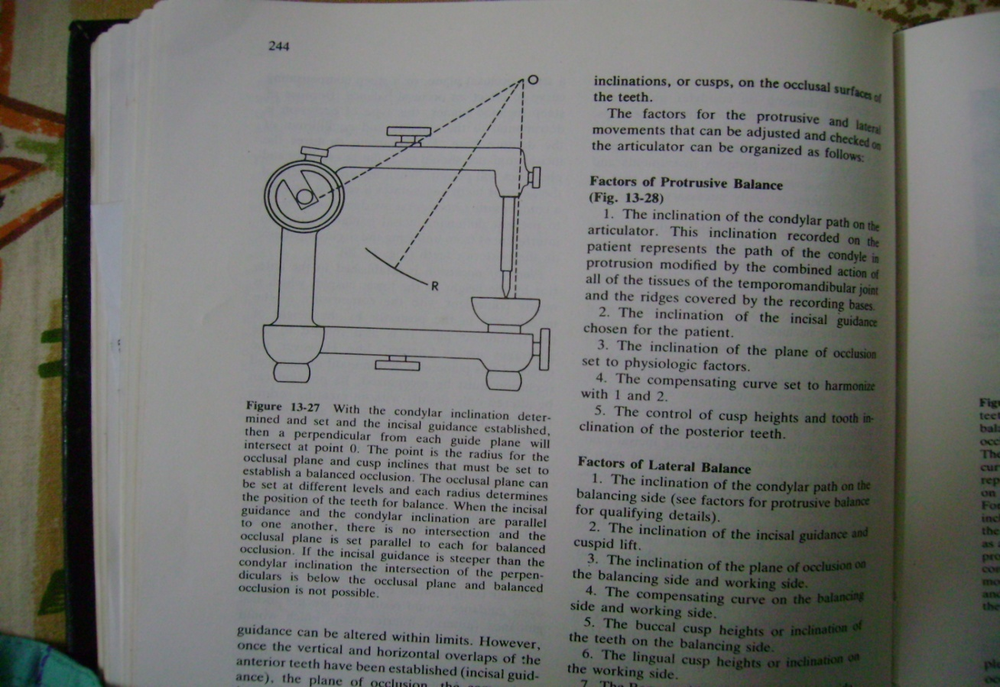 244
O
R
Figure 13-27 With the condylar inclination deter-
mined and set and the incisal guidance established,
then a perpendicular from each guide plane will
intersect at point 0. The point is the radius for the
occlusal plane and cusp inclines that must be set to
establish a balanced occlusion. The occlusal plane can
be set at different levels and each radius determines
the position of the teeth for balance. When the incisal
guidance and the condylar inclination are parallel
to one another, there is no intersection and the
occlusal plane is set parallel to each for balanced
occlusion. If the incisal guidance is steeper than the
condylar inclination the intersection of the perpen-
diculars is below the occlusal plane and balanced
occlusion is not possible.
guidance can be altered within limits. However,
once the vertical and horizontal overlaps of the
anterior teeth have been established (incisal guid-
ance), the plane of occlusion, the
inclinations, or cusps, on the occlusal surfaces of
the teeth.
The factors for the protrusive and lateral
movements that can be adjusted and checked on
the articulator can be organized as follows:
Factors of Protrusive Balance
(Fig. 13-28)
1. The inclination of the condylar path on the
articulator. This inclination recorded on the
patient represents the path of the condyle in
protrusion modified by the combined action of
all of the tissues of the temporomandibular joint
and the ridges covered by the recording bases.
2. The inclination of the incisal guidance
chosen for the patient.
3. The inclination of the plane of occlusion
set to physiologic factors.
4. The compensating curve set to harmonize
with 1 and 2.
5. The control of cusp heights and tooth in-
clination of the posterior teeth.
Factors of Lateral Balance
1. The inclination of the condylar path on the
balancing side (see factors for protrusive balance
for qualifying details).
2. The inclination of the incisal guidance and
cuspid lift.
3. The inclination of the plane of occlusion on
the balancing side and working side.
4. The compensating curve on the balancing
side and working side.
5. The buccal cusp heights or inclination of
the teeth on the balancing side.
6. The lingual cusp heights or inclination on
the working side.
7. The